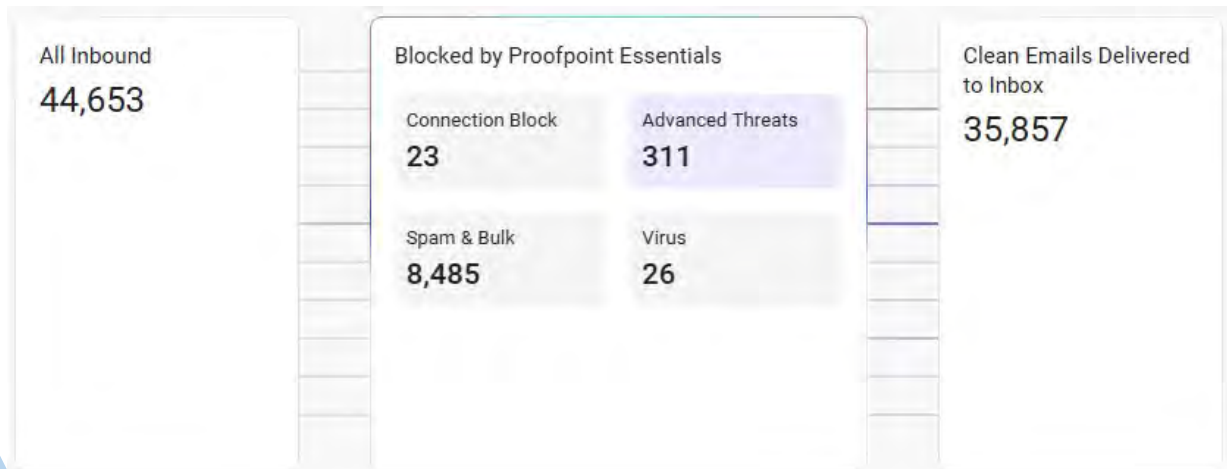 All Inbound
44,653
Blocked by Proofpoint Essentials
Connection Block
23
Advanced Threats
311
Spam & Bulk
8,485
Virus
26
Clean Emails Delivered
to Inbox
35,857